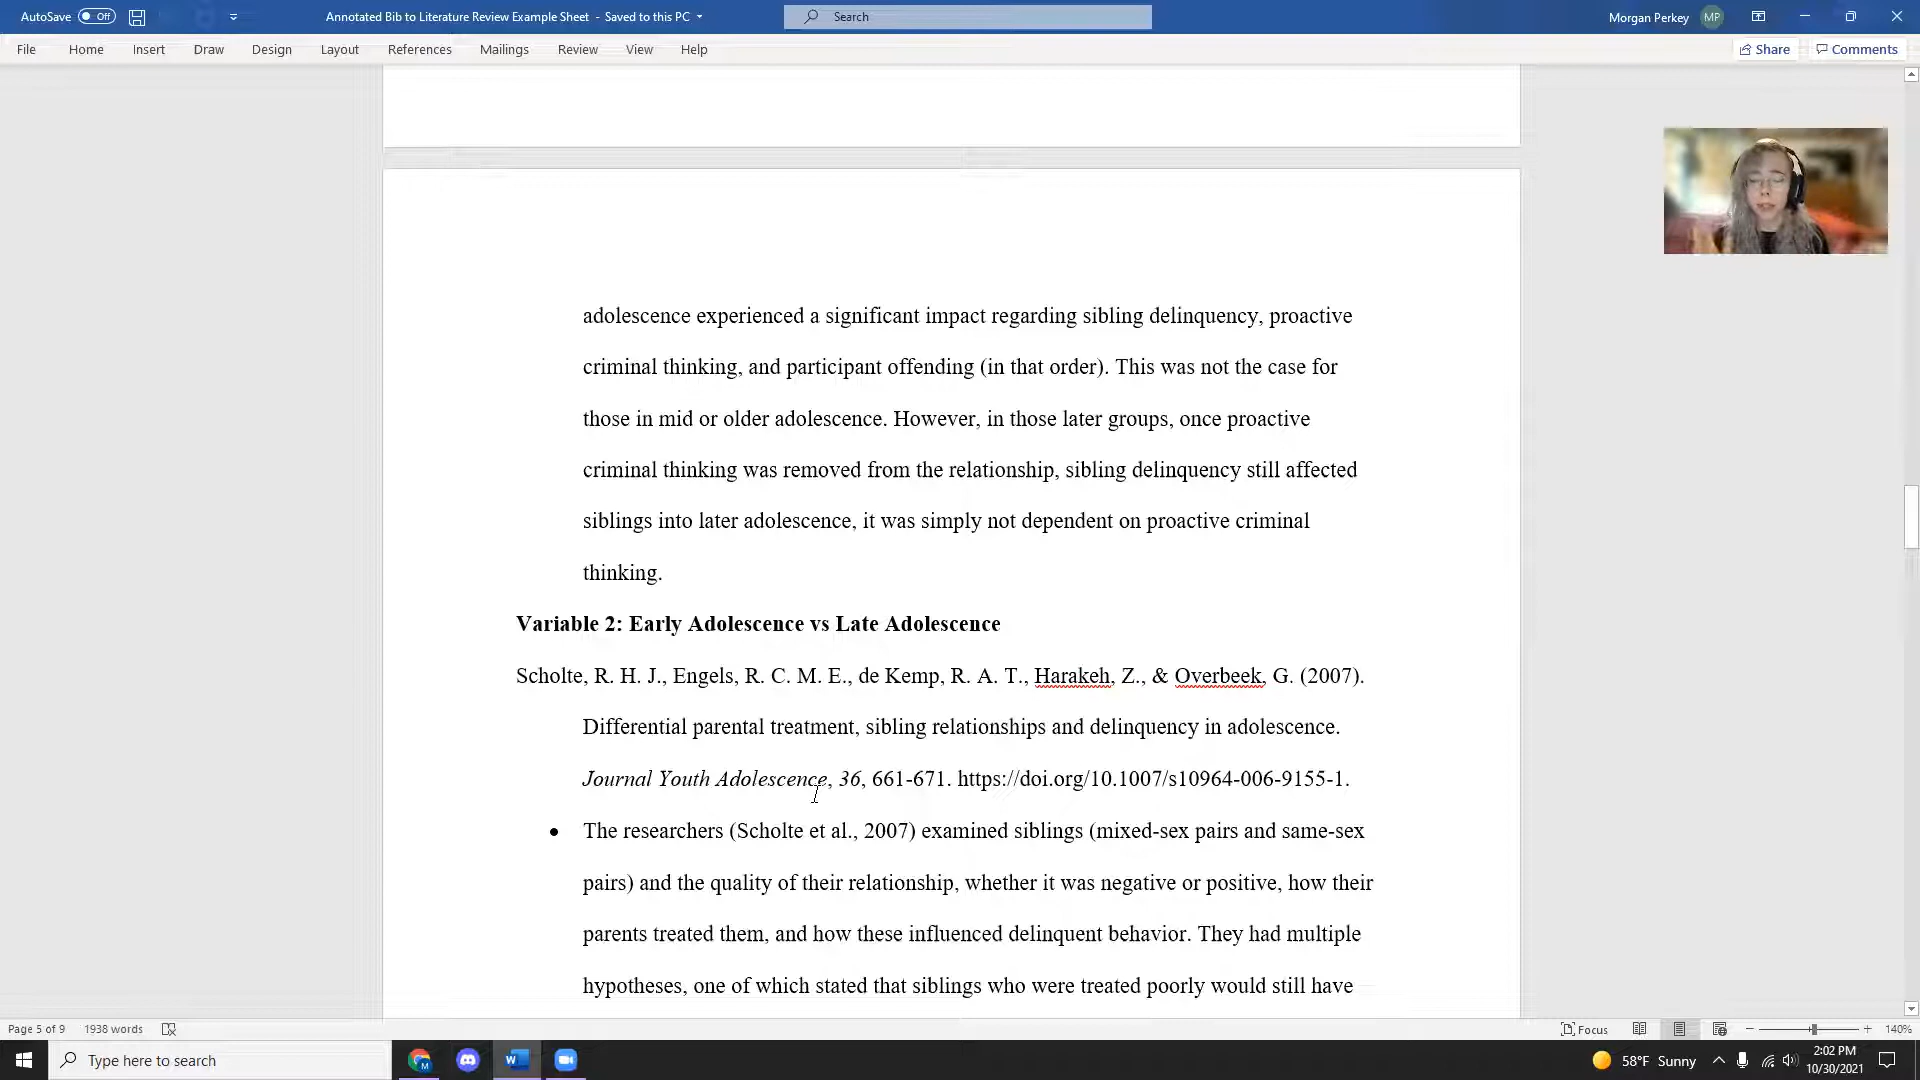 AutoSave Off Annotated Bib to Literature Review Example Sheet - Saved to this PC Search Morgan Perkey MP
File Home Insert Draw Design Layout References Mailings Review View Help Share Comments
adolescence experienced a significant impact regarding sibling delinquency, proactive
criminal thinking, and participant offending (in that order). This was not the case for
those in mid or older adolescence. However, in those later groups, once proactive
criminal thinking was removed from the relationship, sibling delinquency still affected
siblings into later adolescence, it was simply not dependent on proactive criminal
thinking.
Variable 2: Early Adolescence vs Late Adolescence
Scholte, R. H. J., Engels, R. C. M. E., de Kemp, R. A. T., Harakeh, Z., & Overbeek, G. (2007).
Differential parental treatment, sibling relationships and delinquency in adolescence.
Journal Youth Adolescence, 36, 661-671. https://doi.org/10.1007/s10964-006-9155-1.
• The researchers (Scholte et al., 2007) examined siblings (mixed-sex pairs and same-sex
pairs) and the quality of their relationship, whether it was negative or positive, how their
parents treated them, and how these influenced delinquent behavior. They had multiple
hypotheses, one of which stated that siblings who were treated poorly would still have
Page 5 of 9 1938 words Focus 140%
Type here to search 58°F Sunny 2:02 PM
10/30/2021